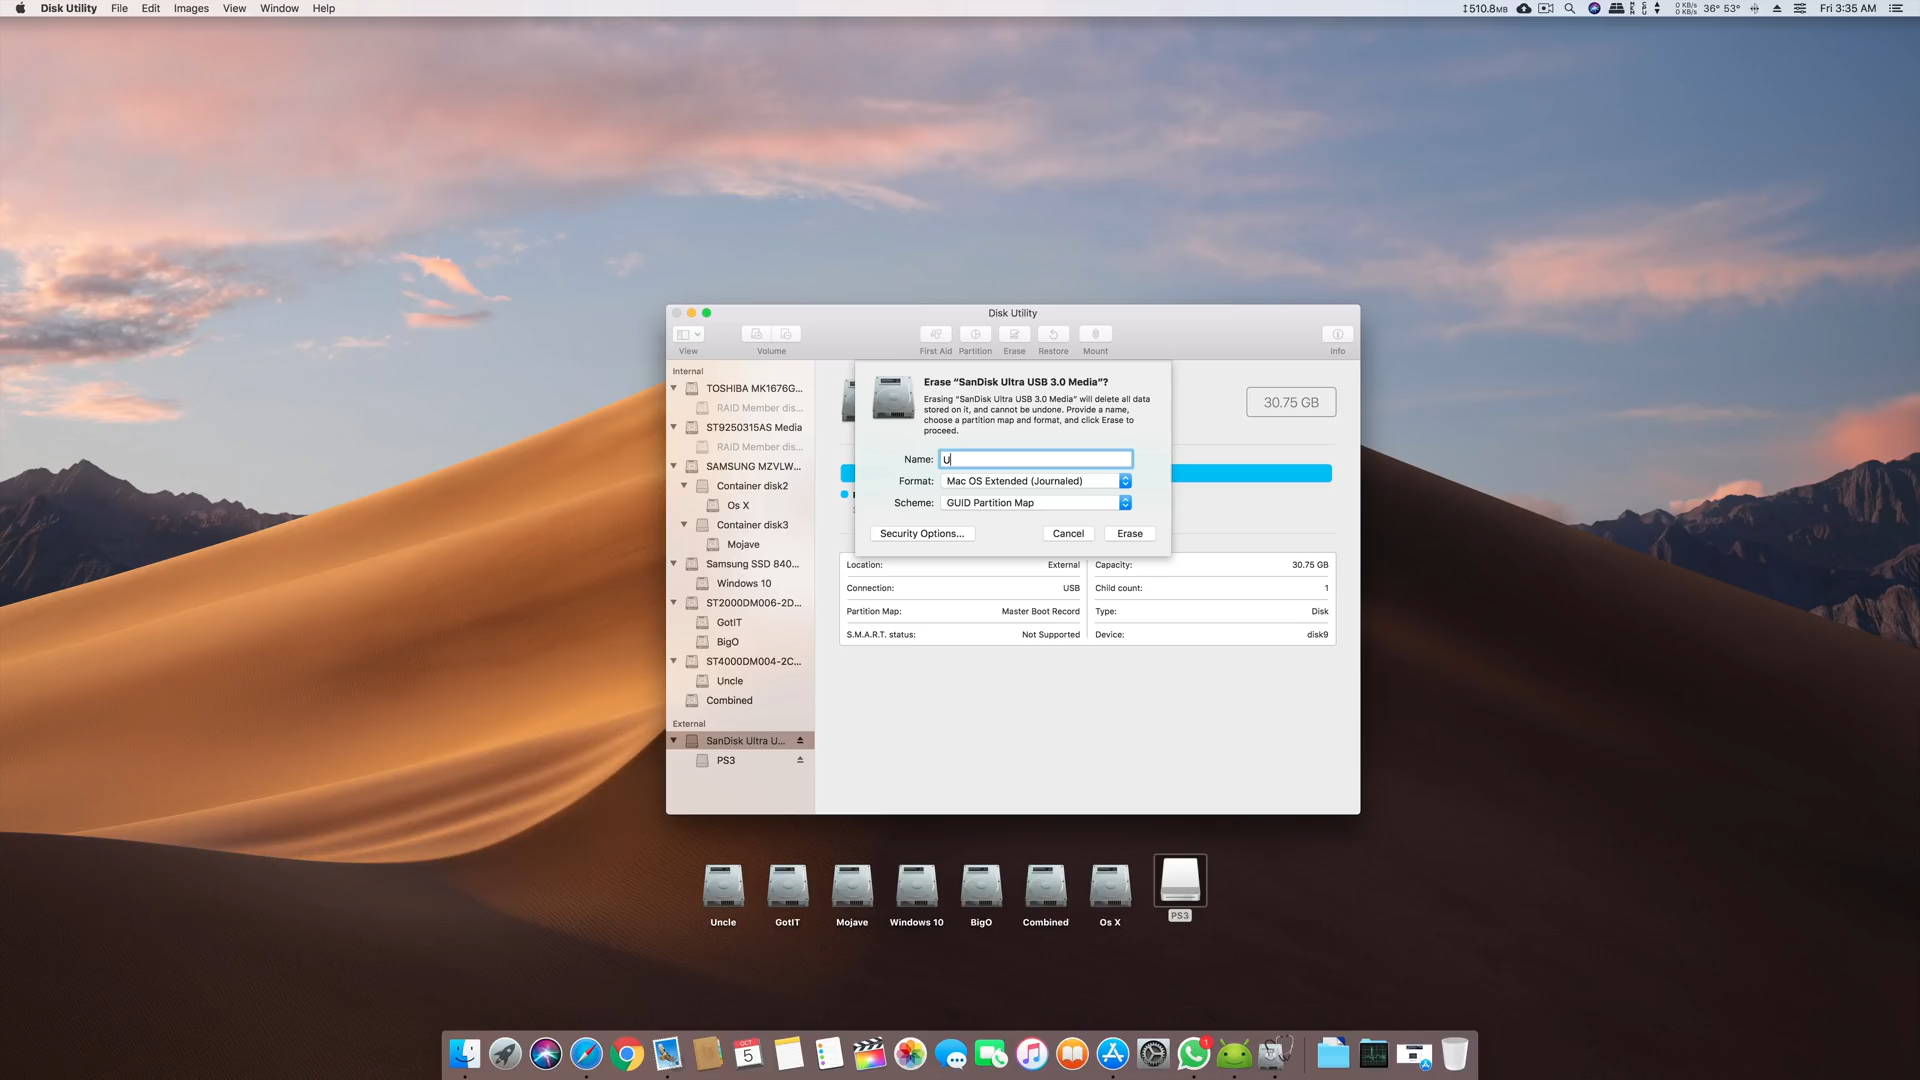 Disk Utility File Edit Images View Window Help
510.8MB 0 KB/s 0 KB/s 36° 53° Fri 3:35 AM
Disk Utility
View Volume First Aid Partition Erase Restore Mount Info
Internal
TOSHIBA MK1676G...
RAID Member dis...
ST9250315AS Media
RAID Member dis...
SAMSUNG MZVLW...
Container disk2
Os X
Container disk3
Mojave
Samsung SSD 840...
Windows 10
ST2000DM006-2D...
GotIT
BigO
ST4000DM004-2C...
Uncle
Combined
External
SanDisk Ultra U...
PS3
Erase “SanDisk Ultra USB 3.0 Media”?
Erasing “SanDisk Ultra USB 3.0 Media” will delete all data
stored on it, and cannot be undone. Provide a name,
choose a partition map and format, and click Erase to
proceed.
Name: U
Format: Mac OS Extended (Journaled)
Scheme: GUID Partition Map
Security Options... Cancel Erase
30.75 GB
Location: External Capacity: 30.75 GB
Connection: USB Child count: 1
Partition Map: Master Boot Record Type: Disk
S.M.A.R.T. status: Not Supported Device: disk9
Uncle GotIT Mojave Windows 10 BigO Combined Os X PS3
OCT
5
1